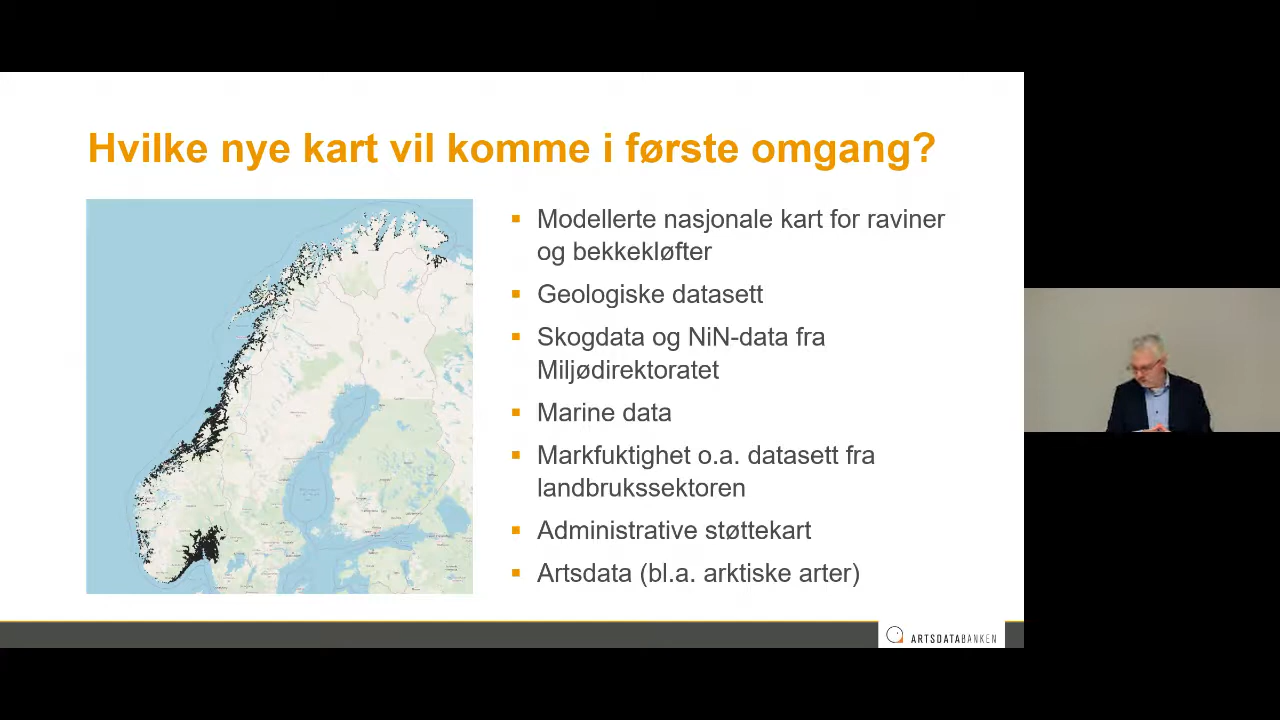 Hvilke nye kart vil komme i første omgang?
Modellerte nasjonale kart for raviner
og bekkekløfter
Geologiske datasett
Skogdata og NiN-data fra
Miljødirektoratet
Marine data
Markfuktighet o.a. datasett fra
landbrukssektoren
Administrative støttekart
Artsdata (bl.a. arktiske arter)
ARTSDATABANKEN